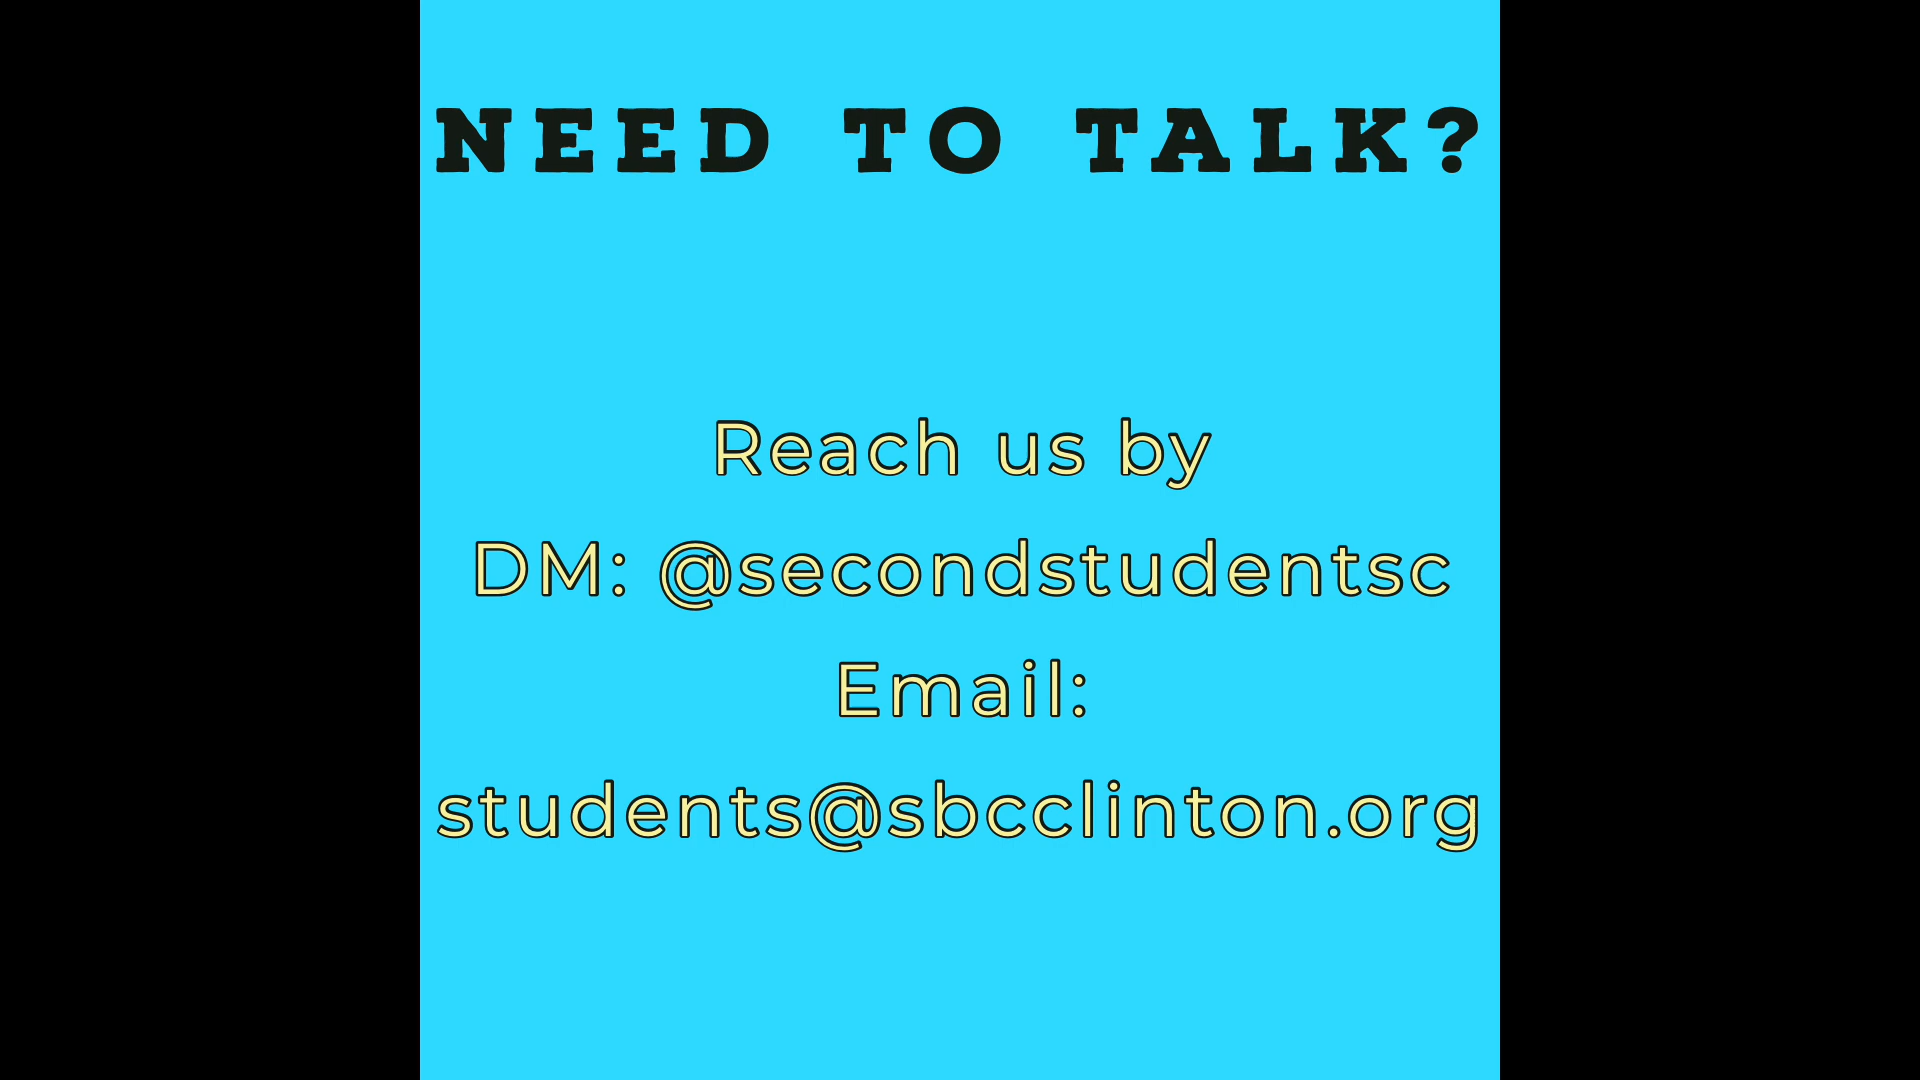 NEED TO TALK?
Reach us by
DM: @secondstudentsc
Email:
students@sbcclinton.org